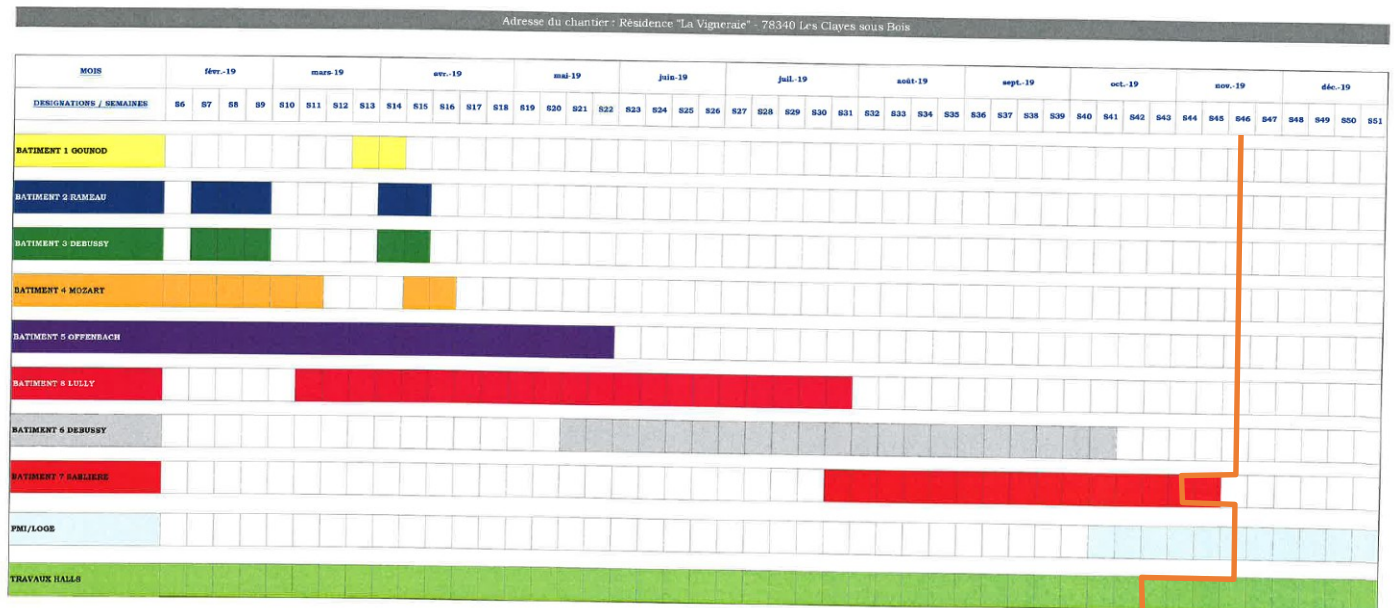 Adresse du chantier : Résidence "La Vigneraie" - 78340 Les Clayes sous Bois
MOIS févr.-19 mars-19 avr.-19 mai-19 juin-19 juil.-19 août-19 sept.-19 oct.-19 nov.-19 déc.-19
DESIGNATIONS / SEMAINES S6 S7 S8 S9 S10 S11 S12 S13 S14 S15 S16 S17 S18 S19 S20 S21 S22 S23 S24 S25 S26 S27 S28 S29 S30 S31 S32 S33 S34 S35 S36 S37 S38 S39 S40 S41 S42 S43 S44 S45 S46 S47 S48 S49 S50 S51
BATIMENT 1 GOUNOD
BATIMENT 2 RAMEAU
BATIMENT 3 DEBUSSY
BATIMENT 4 MOZART
BATIMENT 5 OFFENBACH
BATIMENT 8 LULLY
BATIMENT 6 DEBUSSY
BATIMENT 7 SABLIERE
PMI/LOGE
TRAVAUX HALLS